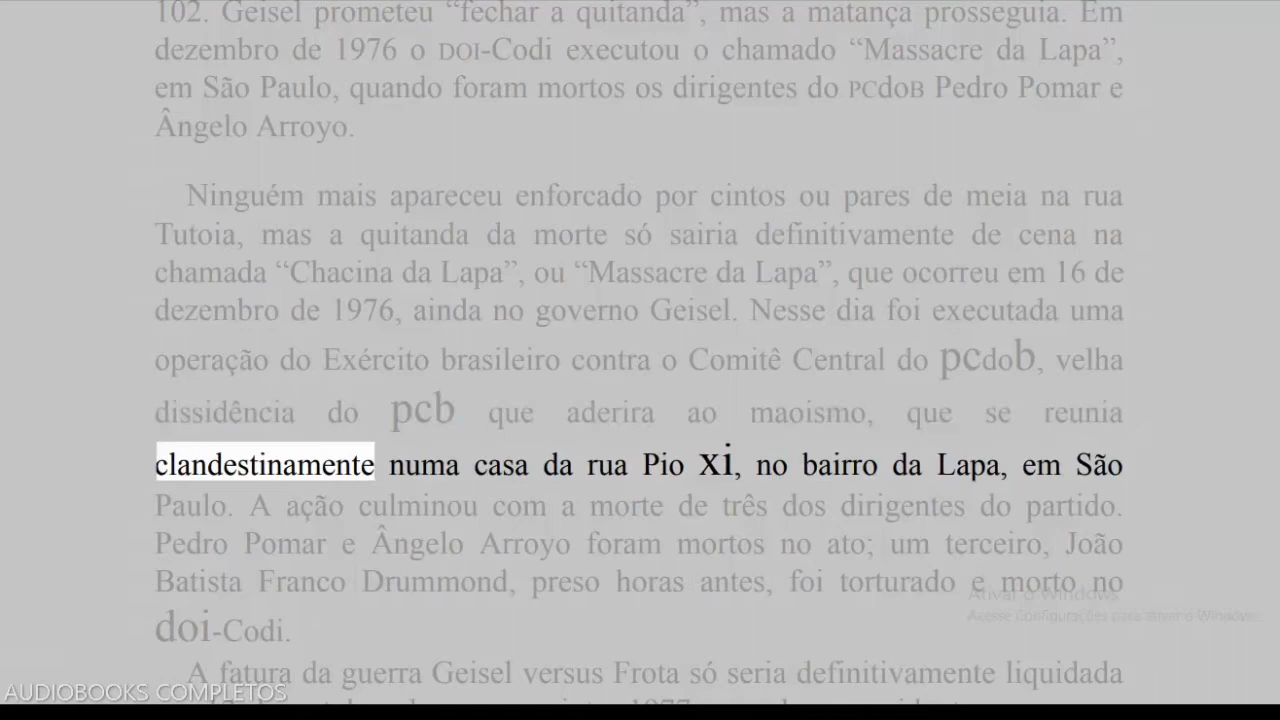 102. Geisel prometeu “fechar a quitanda”, mas a matança prosseguia. Em
dezembro de 1976 o DOI-Codi executou o chamado “Massacre da Lapa”,
em São Paulo, quando foram mortos os dirigentes do PCdoB Pedro Pomar e
Ângelo Arroyo.
Ninguém mais apareceu enforcado por cintos ou pares de meia na rua
Tutoia, mas a quitanda da morte só sairia definitivamente de cena na
chamada “Chacina da Lapa”, ou “Massacre da Lapa”, que ocorreu em 16 de
dezembro de 1976, ainda no governo Geisel. Nesse dia foi executada uma
operação do Exército brasileiro contra o Comitê Central do pcdob, velha
dissidência do pcb que aderira ao maoismo, que se reunia
clandestinamente numa casa da rua Pio xi, no bairro da Lapa, em São
Paulo. A ação culminou com a morte de três dos dirigentes do partido.
Pedro Pomar e Ângelo Arroyo foram mortos no ato; um terceiro, João
Batista Franco Drummond, preso horas antes, foi torturado e morto no
Ativar o Windows
Acesse Configurações para ativar o Windows.
doi-Codi.
A fatura da guerra Geisel versus Frota só seria definitivamente liquidada
AUDIOBOOKS COMPLETOS